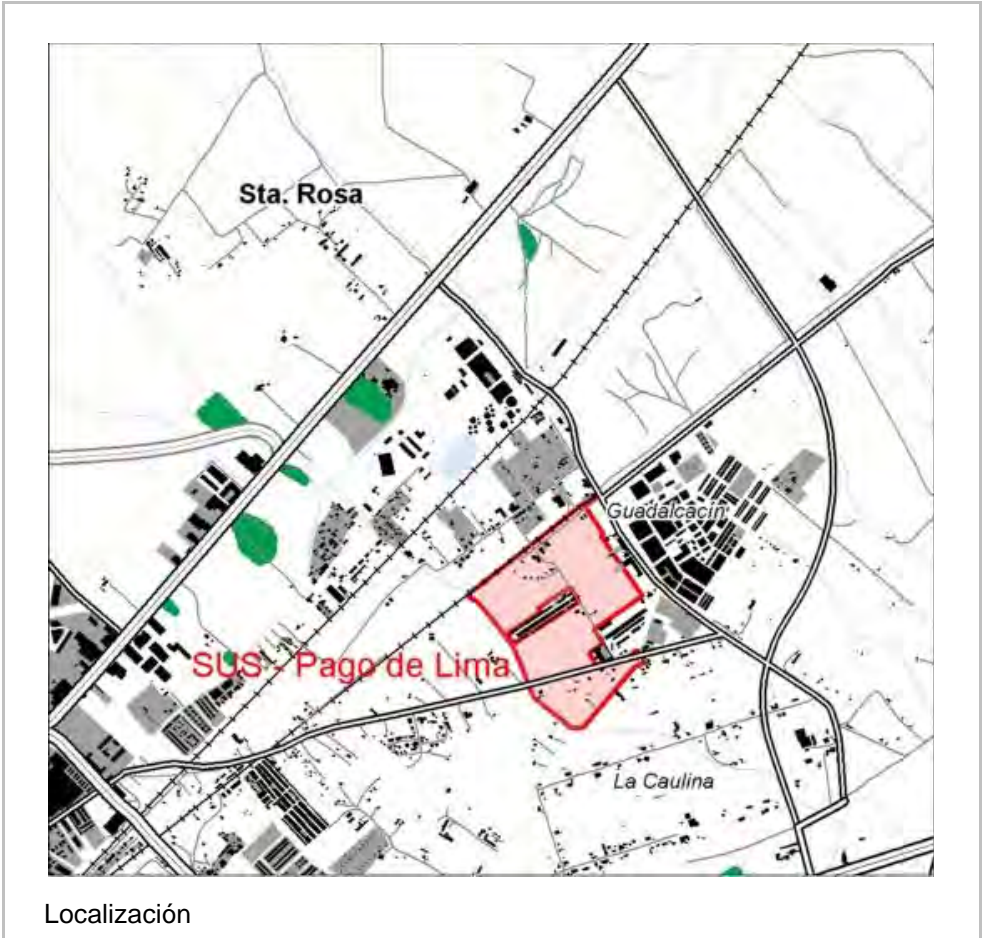 Sta. Rosa
Guadalcacín
SUS - Pago de Lima
La Caulina
Localización